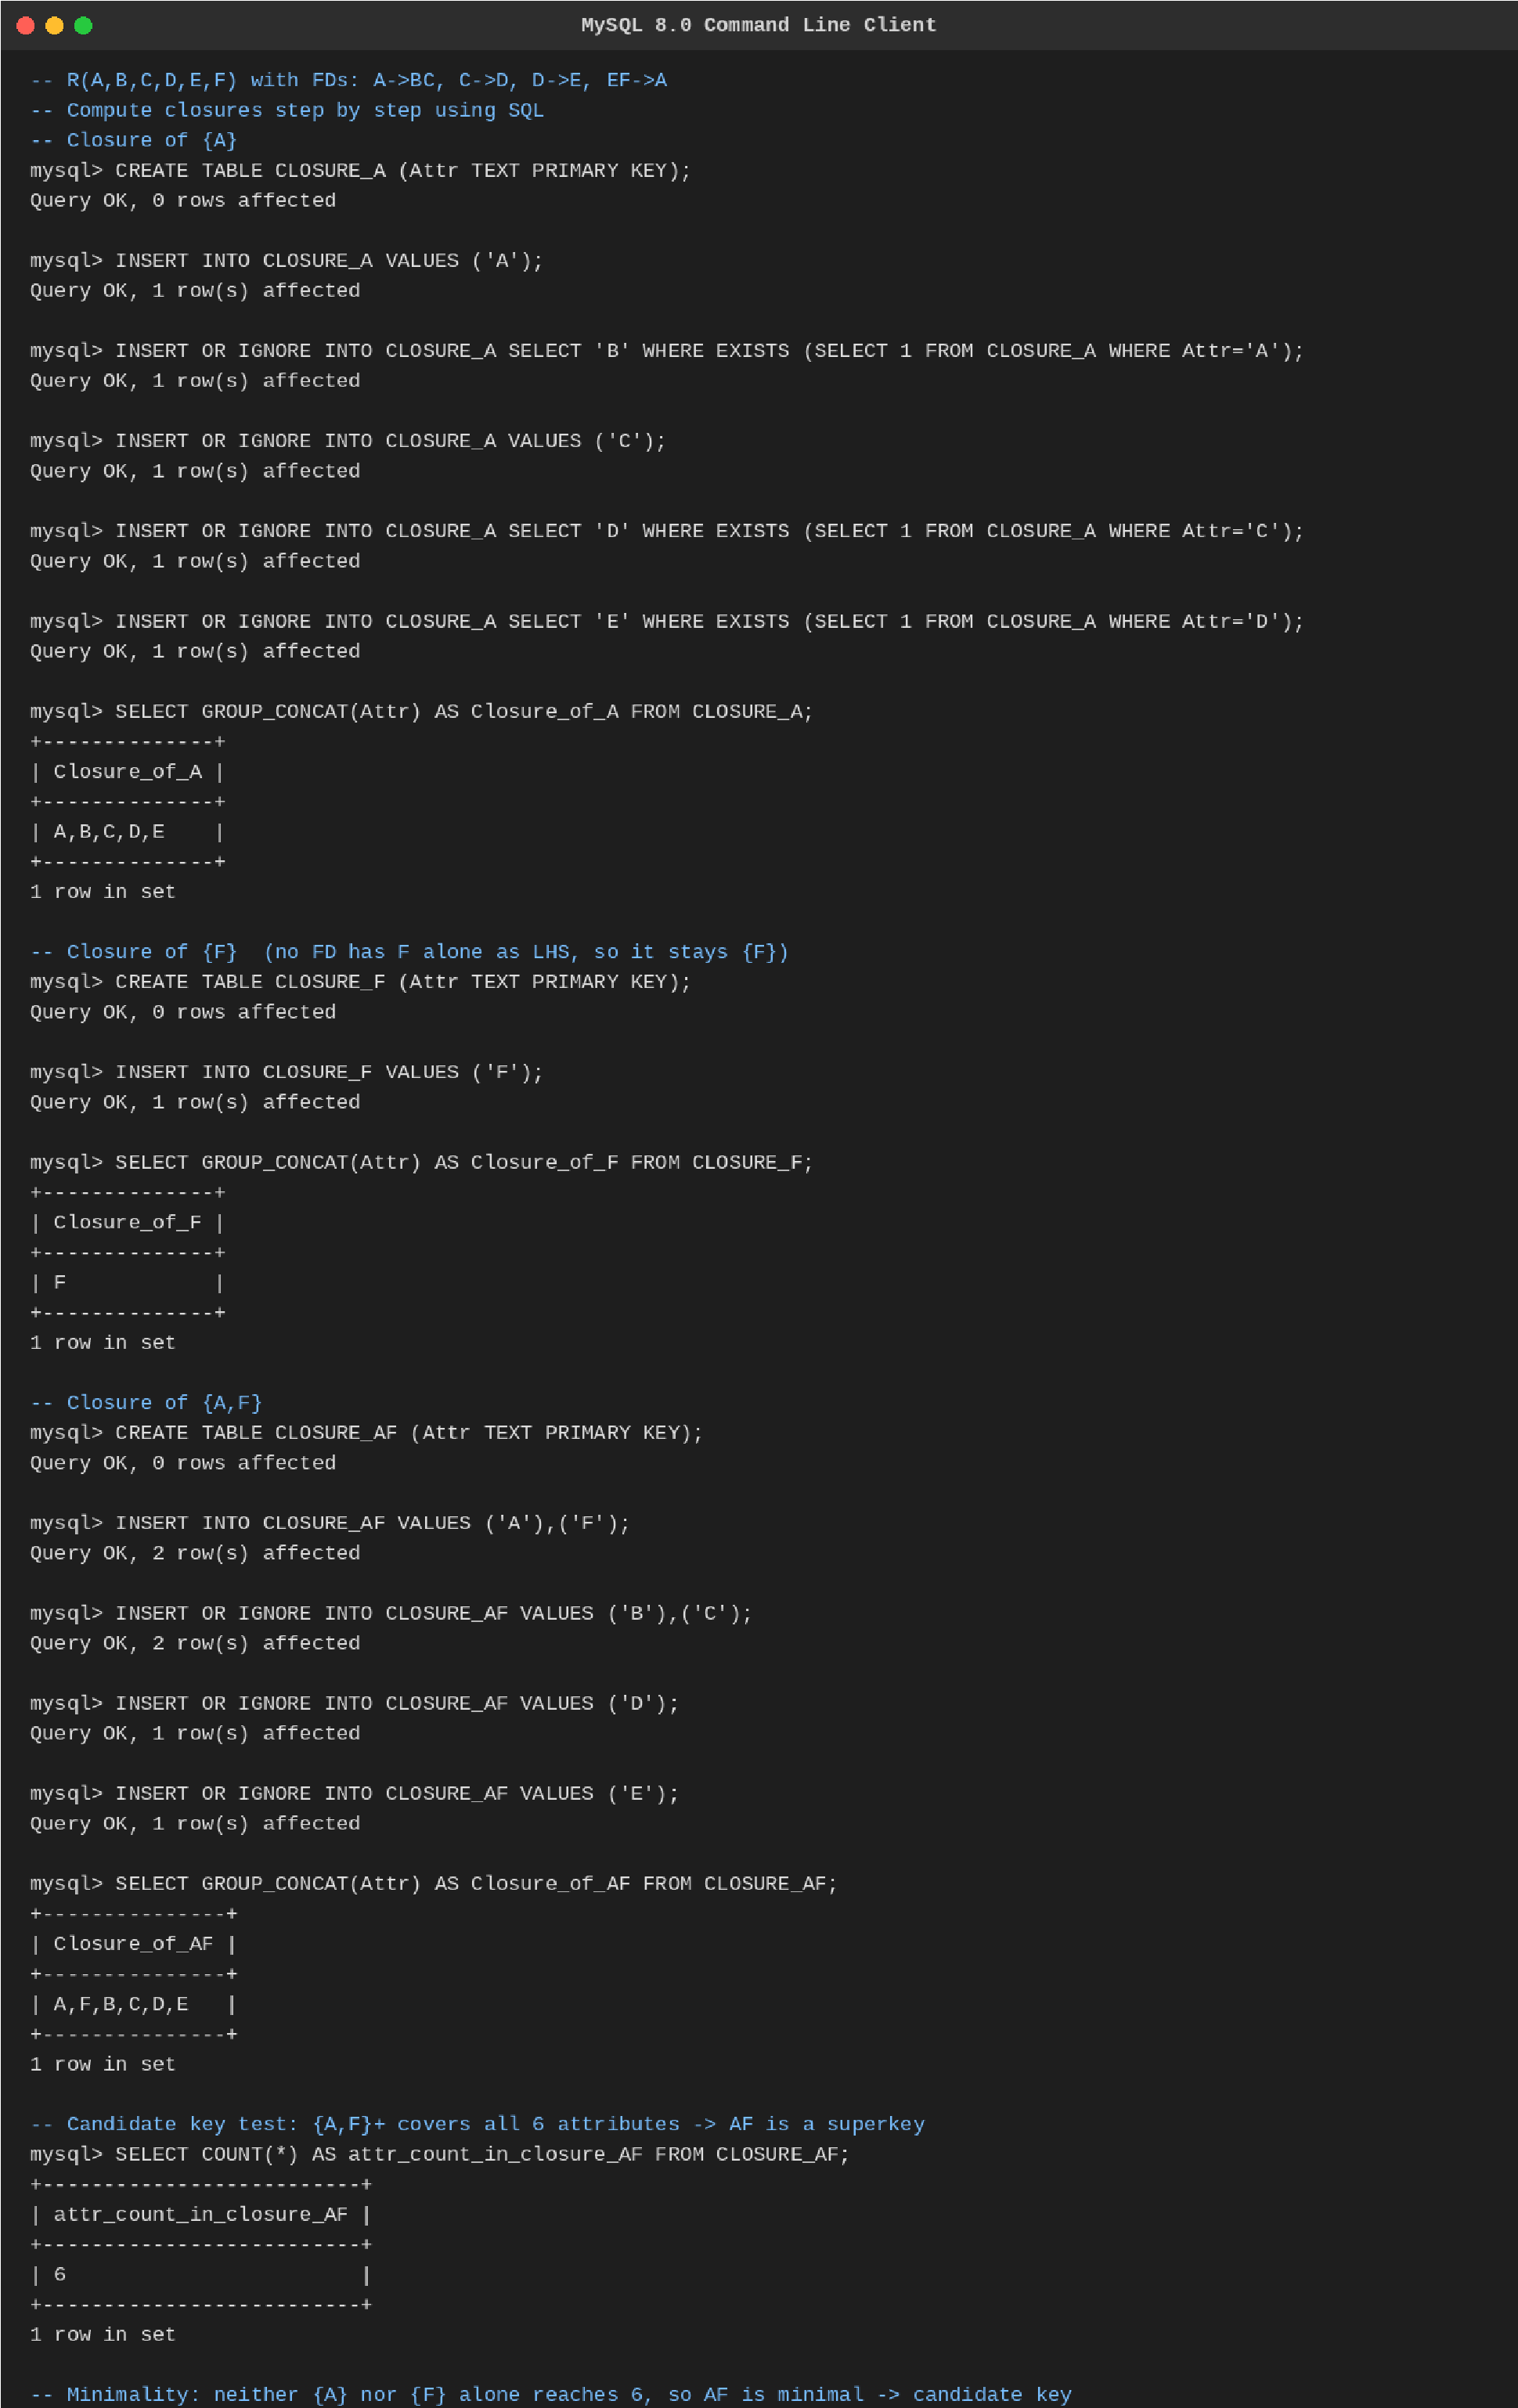 MySQL 8.0 Command Line Client
-- R(A,B,C,D,E,F) with FDs: A->BC, C->D, D->E, EF->A
-- Compute closures step by step using SQL
-- Closure of {A}
mysql> CREATE TABLE CLOSURE_A (Attr TEXT PRIMARY KEY);
Query OK, 0 rows affected
mysql> INSERT INTO CLOSURE_A VALUES ('A');
Query OK, 1 row(s) affected
mysql> INSERT OR IGNORE INTO CLOSURE_A SELECT 'B' WHERE EXISTS (SELECT 1 FROM CLOSURE_A WHERE Attr='A');
Query OK, 1 row(s) affected
mysql> INSERT OR IGNORE INTO CLOSURE_A VALUES ('C');
Query OK, 1 row(s) affected
mysql> INSERT OR IGNORE INTO CLOSURE_A SELECT 'D' WHERE EXISTS (SELECT 1 FROM CLOSURE_A WHERE Attr='C');
Query OK, 1 row(s) affected
mysql> INSERT OR IGNORE INTO CLOSURE_A SELECT 'E' WHERE EXISTS (SELECT 1 FROM CLOSURE_A WHERE Attr='D');
Query OK, 1 row(s) affected
mysql> SELECT GROUP_CONCAT(Attr) AS Closure_of_A FROM CLOSURE_A;
+--------------+
| Closure_of_A |
+--------------+
| A,B,C,D,E    |
+--------------+
1 row in set
-- Closure of {F}  (no FD has F alone as LHS, so it stays {F})
mysql> CREATE TABLE CLOSURE_F (Attr TEXT PRIMARY KEY);
Query OK, 0 rows affected
mysql> INSERT INTO CLOSURE_F VALUES ('F');
Query OK, 1 row(s) affected
mysql> SELECT GROUP_CONCAT(Attr) AS Closure_of_F FROM CLOSURE_F;
+--------------+
| Closure_of_F |
+--------------+
| F            |
+--------------+
1 row in set
-- Closure of {A,F}
mysql> CREATE TABLE CLOSURE_AF (Attr TEXT PRIMARY KEY);
Query OK, 0 rows affected
mysql> INSERT INTO CLOSURE_AF VALUES ('A'),('F');
Query OK, 2 row(s) affected
mysql> INSERT OR IGNORE INTO CLOSURE_AF VALUES ('B'),('C');
Query OK, 2 row(s) affected
mysql> INSERT OR IGNORE INTO CLOSURE_AF VALUES ('D');
Query OK, 1 row(s) affected
mysql> INSERT OR IGNORE INTO CLOSURE_AF VALUES ('E');
Query OK, 1 row(s) affected
mysql> SELECT GROUP_CONCAT(Attr) AS Closure_of_AF FROM CLOSURE_AF;
+---------------+
| Closure_of_AF |
+---------------+
| A,F,B,C,D,E   |
+---------------+
1 row in set
-- Candidate key test: {A,F}+ covers all 6 attributes -> AF is a superkey
mysql> SELECT COUNT(*) AS attr_count_in_closure_AF FROM CLOSURE_AF;
+--------------------------+
| attr_count_in_closure_AF |
+--------------------------+
| 6                        |
+--------------------------+
1 row in set
-- Minimality: neither {A} nor {F} alone reaches 6, so AF is minimal -> candidate key